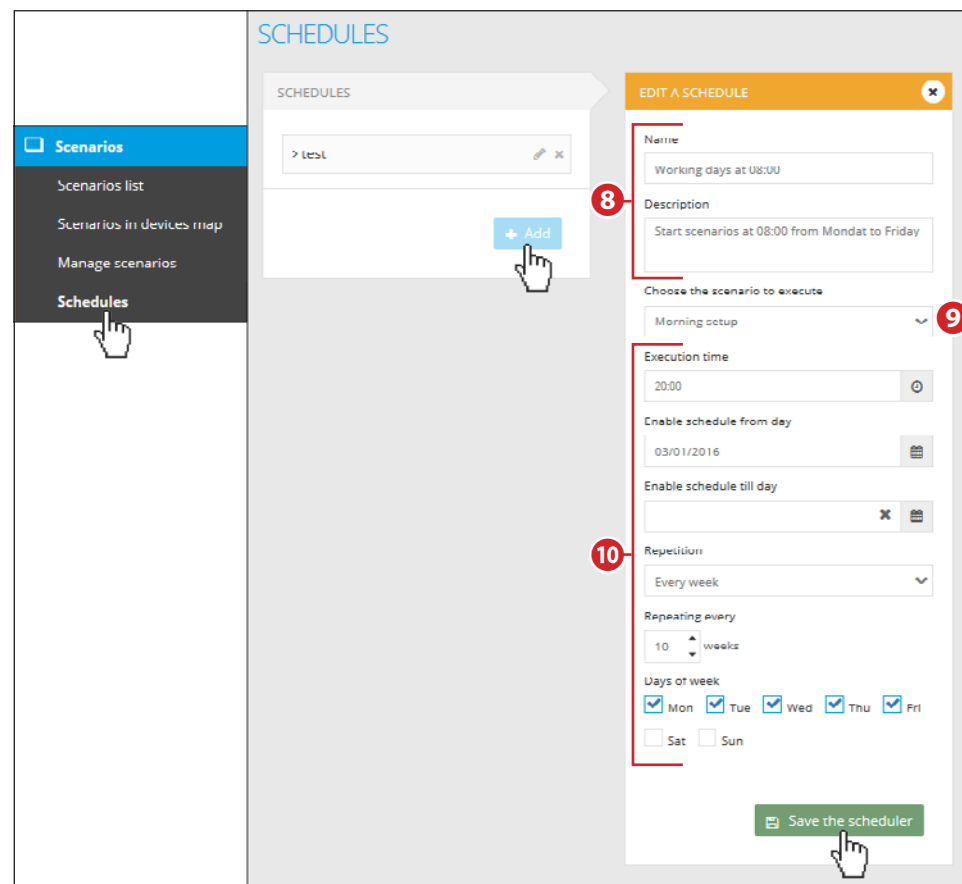 SCHEDULES
Scenarios
Scenarios list
Scenarios in devices map
Manage scenarios
Schedules
SCHEDULES
> test
+ Add
EDIT A SCHEDULE
8
Name
Working days at 08:00
Description
Start scenarios at 08:00 from Mondat to Friday
Choose the scenario to execute
Morning setup
9
10
Execution time
20:00
Enable schedule from day
03/01/2016
Enable schedule till day
Repetition
Every week
Repeating every
10 weeks
Days of week
Mon Tue Wed Thu Fri
Sat Sun
Save the scheduler